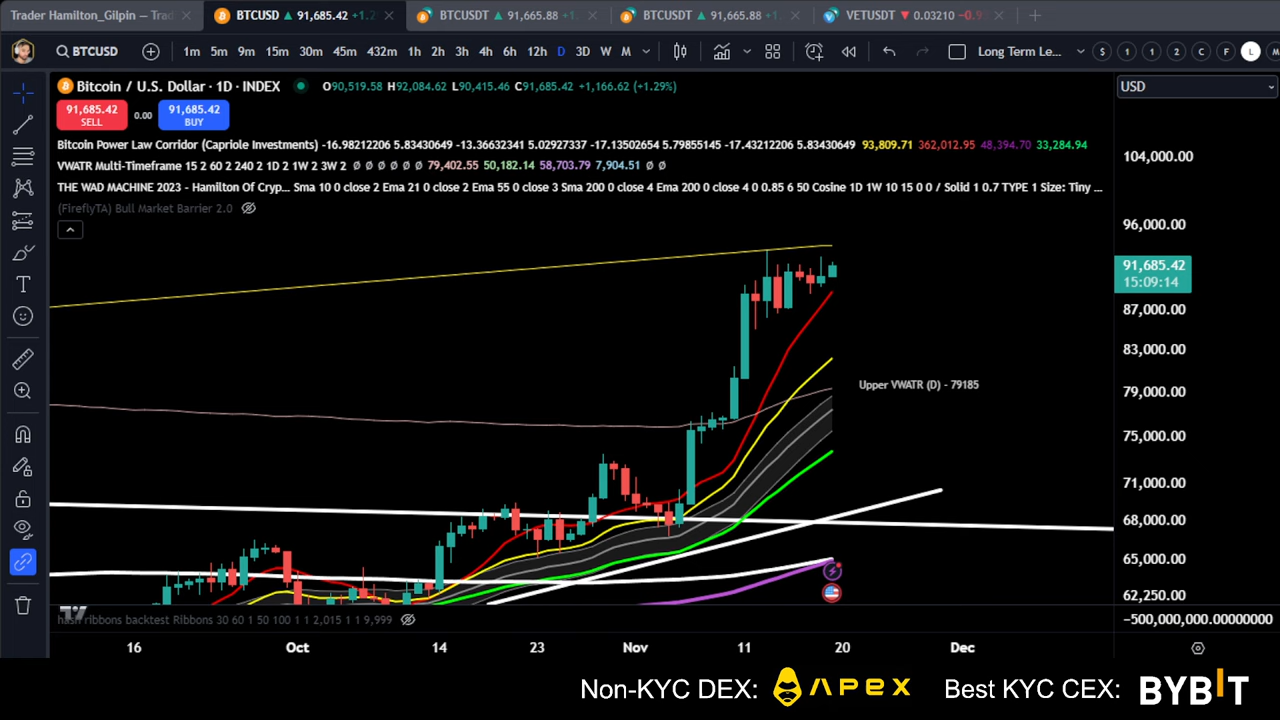 Trader Hamilton_Gilpin — Trad
BTCUSD ▲ 91,685.42 +1.2
BTCUSDT ▲ 91,665.88 +1.
BTCUSDT ▲ 91,665.88 +1.
VETUSDT ▼ 0.03210 -0.9
BTCUSD 1m 5m 9m 15m 30m 45m 432m 1h 2h 3h 4h 6h 12h D 3D W M Long Term Le... $ 1 1 2 C F L M
Bitcoin / U.S. Dollar · 1D · INDEX O90,519.58 H92,084.62 L90,415.46 C91,685.42 +1,166.62 (+1.29%)
USD
91,685.42 SELL
0.00
91,685.42 BUY
Bitcoin Power Law Corridor (Capriole Investments) -16.98212206 5.83430649 -13.36632341 5.02927337 -17.13502654 5.79855145 -17.43212206 5.83430649 93,809.71 362,012.95 48,394.70 33,284.94
VWATR Multi-Timeframe 15 2 60 2 240 2 1D 2 1W 2 3W 2 ∅ ∅ ∅ ∅ ∅ ∅ 79,402.55 50,182.14 58,703.79 7,904.51 ∅ ∅
THE WAD MACHINE 2023 - Hamilton Of Cryp... Sma 10 0 close 2 Ema 21 0 close 2 Ema 55 0 close 3 Sma 200 0 close 4 Ema 200 0 close 4 0 0.85 6 50 Cosine 1D 1W 10 15 0 0 / Solid 1 0.7 TYPE 1 Size: Tiny ...
(FireflyTA) Bull Market Barrier 2.0
104,000.00
96,000.00
91,685.42
15:09:14
87,000.00
83,000.00
79,000.00
Upper VWATR (D) - 79185
75,000.00
71,000.00
68,000.00
65,000.00
62,250.00
hash ribbons backtest Ribbons 30 60 1 50 100 1 1 2,015 1 1 9,999
−500,000,000.00000000
16 Oct 14 23 Nov 11 20 Dec
Non-KYC DEX: APEX Best KYC CEX: BYBIT